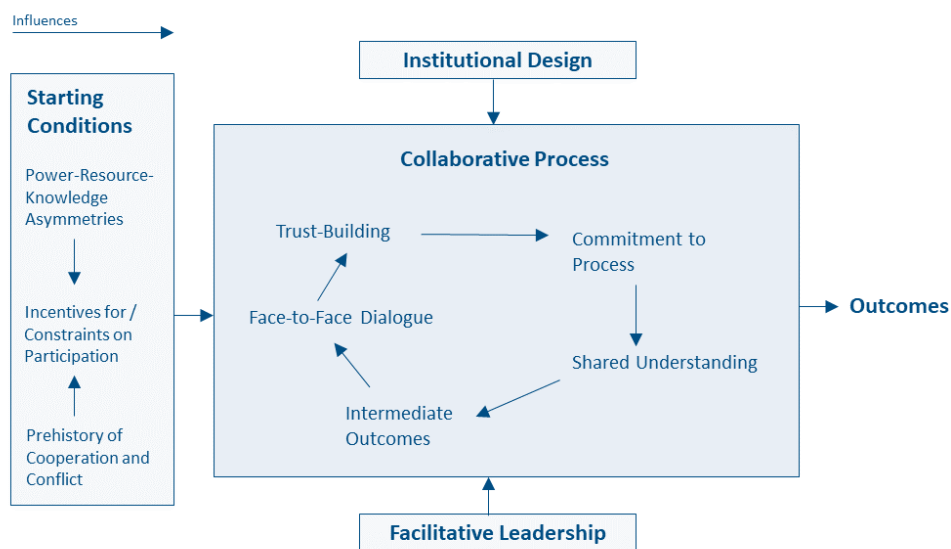 Influences
Institutional Design
Starting
Conditions
Power-Resource-
Knowledge
Asymmetries
Incentives for /
Constraints on
Participation
Prehistory of
Cooperation and
Conflict
Collaborative Process
Trust-Building
Commitment to
Process
Face-to-Face Dialogue
Shared Understanding
Intermediate
Outcomes
Outcomes
Facilitative Leadership